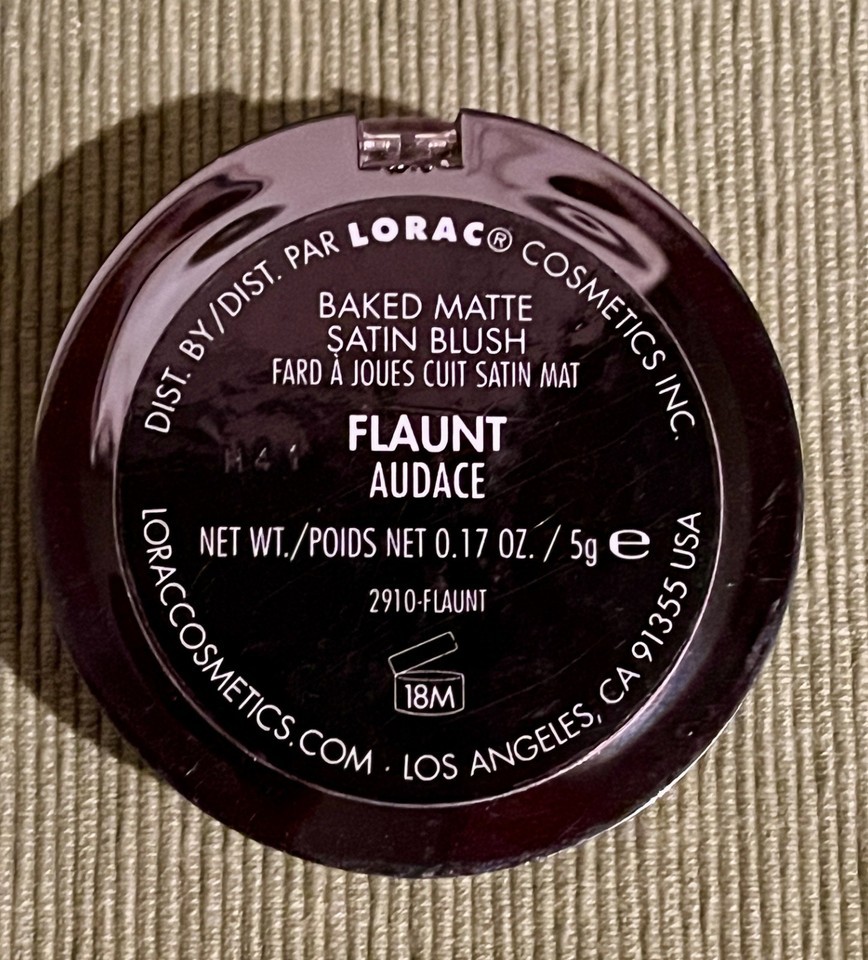 DIST. BY/DIST. PAR LORAC® COSMETICS INC.
BAKED MATTE
SATIN BLUSH
FARD À JOUES CUIT SATIN MAT
FLAUNT
AUDACE
NET WT./POIDS NET 0.17 OZ. / 5g ℮
2910-FLAUNT
18M
LORACCOSMETICS.COM · LOS ANGELES, CA 91355 USA